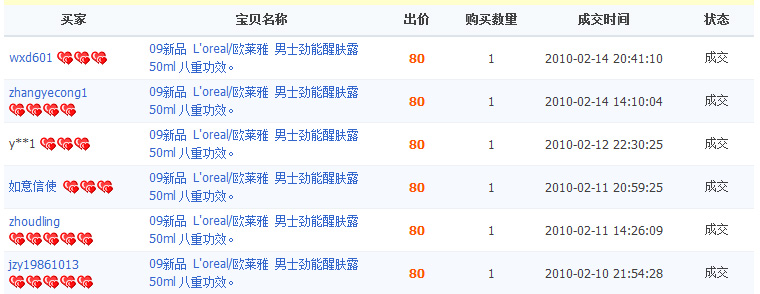 买家 宝贝名称 出价 购买数量 成交时间 状态
wxd601 09新品 L'oreal/欧莱雅 男士劲能醒肤露 80 1 2010-02-14 20:41:10 成交
50ml 八重功效。
zhangyecong1 09新品 L'oreal/欧莱雅 男士劲能醒肤露 80 1 2010-02-14 14:10:04 成交
50ml 八重功效。
y**1 09新品 L'oreal/欧莱雅 男士劲能醒肤露 80 1 2010-02-12 22:30:25 成交
50ml 八重功效。
如意信使 09新品 L'oreal/欧莱雅 男士劲能醒肤露 80 1 2010-02-11 20:59:25 成交
50ml 八重功效。
zhoudling 09新品 L'oreal/欧莱雅 男士劲能醒肤露 80 1 2010-02-11 14:26:09 成交
50ml 八重功效。
jzy19861013 09新品 L'oreal/欧莱雅 男士劲能醒肤露 80 1 2010-02-10 21:54:28 成交
50ml 八重功效。